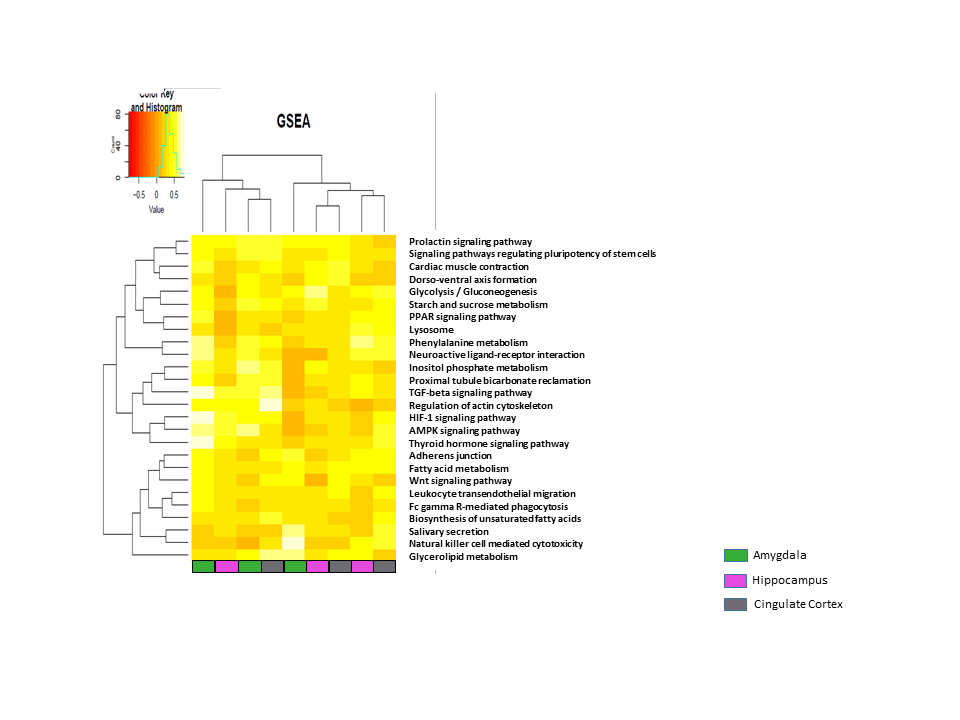 Color Key
and Histogram
GSEA
80
40
0
Count
−0.5 0 0.5
Value
Prolactin signaling pathway
Signaling pathways regulating pluripotency of stem cells
Cardiac muscle contraction
Dorso-ventral axis formation
Glycolysis / Gluconeogenesis
Starch and sucrose metabolism
PPAR signaling pathway
Lysosome
Phenylalanine metabolism
Neuroactive ligand-receptor interaction
Inositol phosphate metabolism
Proximal tubule bicarbonate reclamation
TGF-beta signaling pathway
Regulation of actin cytoskeleton
HIF-1 signaling pathway
AMPK signaling pathway
Thyroid hormone signaling pathway
Adherens junction
Fatty acid metabolism
Wnt signaling pathway
Leukocyte transendothelial migration
Fc gamma R-mediated phagocytosis
Biosynthesis of unsaturated fatty acids
Salivary secretion
Natural killer cell mediated cytotoxicity
Glycerolipid metabolism
Amygdala
Hippocampus
Cingulate Cortex